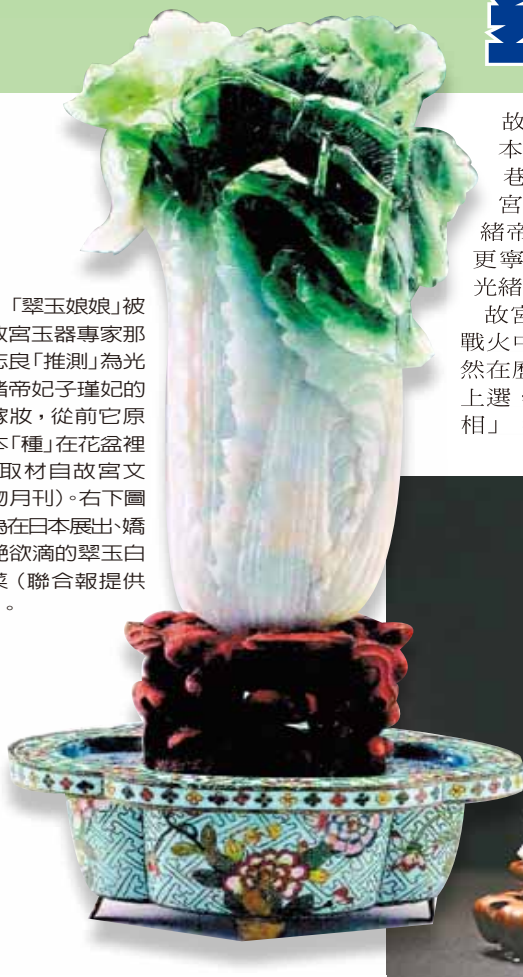 「翠玉娘娘」被
故宮玉器專家那
志良「推測」為光
緒帝妃子瑾妃的
嫁妝，從前它原
本「種」在花盆裡
（取材自故宮文
物月刊）。右下圖
為在日本展出、嬌
艷欲滴的翠玉白
菜（聯合報提供
）。
故
本
巷
宮
緒帝
更寧
光緒
故宮
戰火中
然在歷
上選，
相」